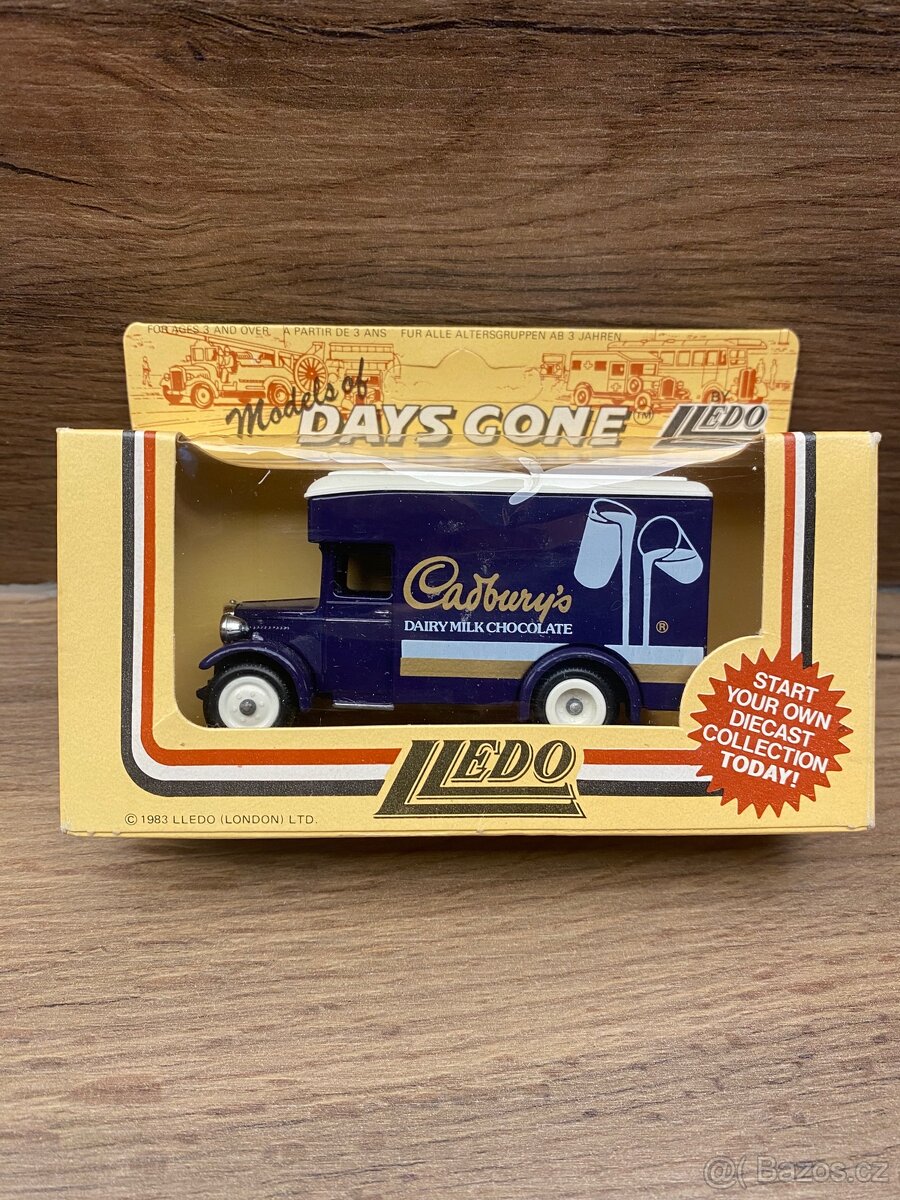 FOR AGES 3 AND OVER A PARTIR DE 3 ANS FUR ALLE ALTERSGRUPPEN AB 3 JAHREN
Models of
DAYS GONE™
BY
LLEDO
Cadbury's
DAIRY MILK CHOCOLATE
®
START
YOUR OWN
DIECAST
COLLECTION
TODAY!
LLEDO
© 1983 LLEDO (LONDON) LTD.
@( Bazos.cz